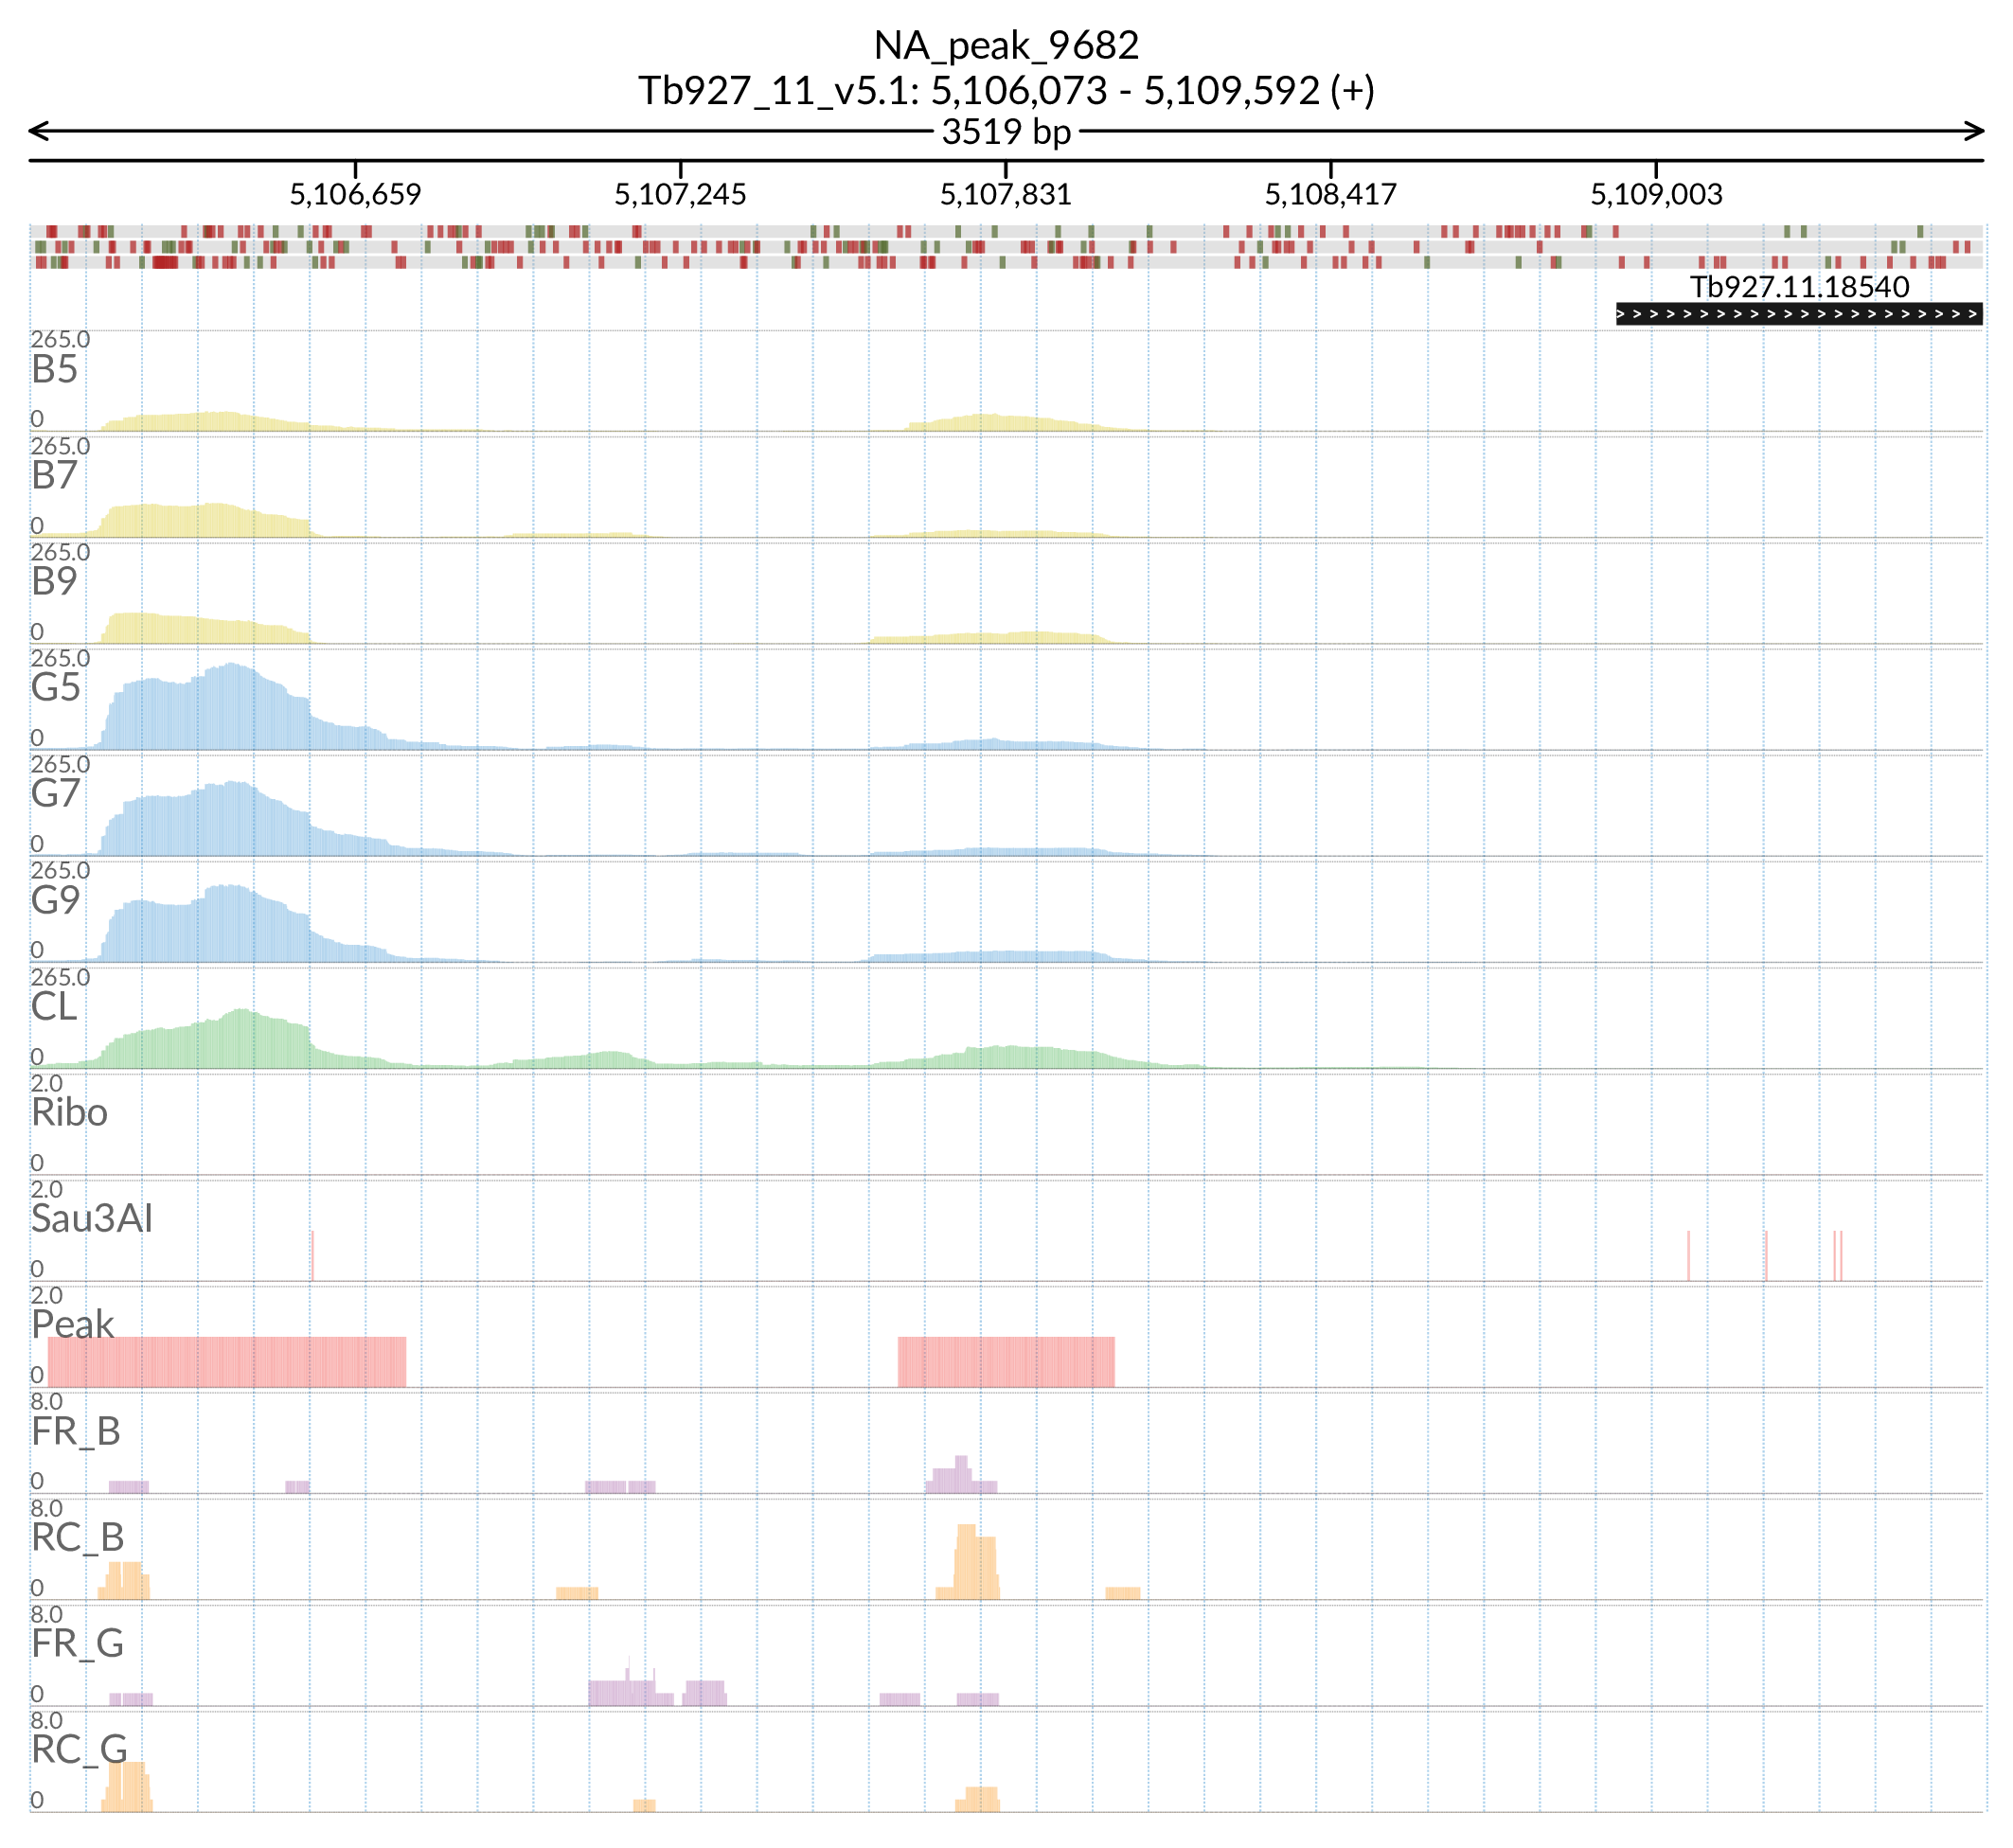 NA_peak_9682
Tb927_11_v5.1: 5,106,073 - 5,109,592 (+)
3519 bp
5,106,659 5,107,245 5,107,831 5,108,417 5,109,003
Tb927.11.18540
265.0
B5
0
265.0
B7
0
265.0
B9
0
265.0
G5
0
265.0
G7
0
265.0
G9
0
265.0
CL
0
2.0
Ribo
0
2.0
Sau3AI
0
2.0
Peak
0
8.0
FR_B
0
8.0
RC_B
0
8.0
FR_G
0
8.0
RC_G
0